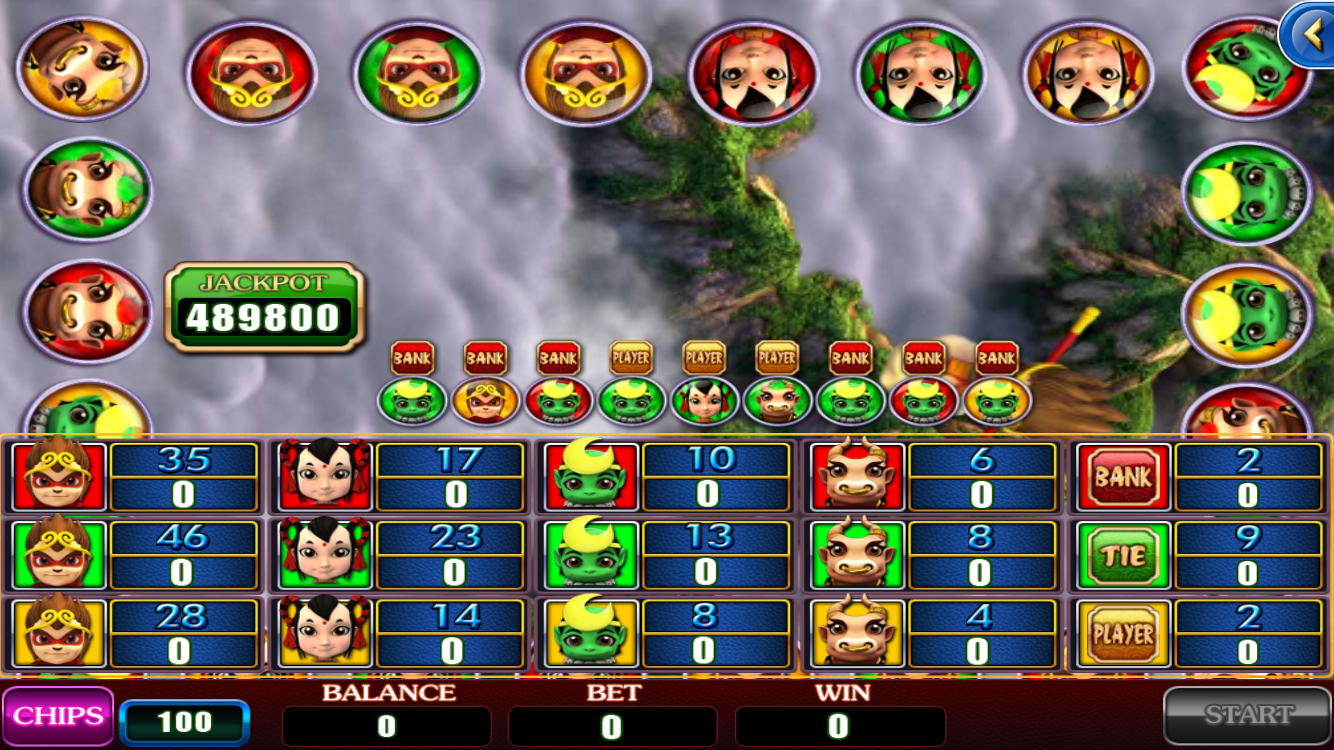 JACKPOT
489800
BANK BANK BANK PLAYER PLAYER PLAYER BANK BANK BANK
35 17 10 6 BANK 2
0 0 0 0 0
46 23 13 8 TIE 9
0 0 0 0 0
28 14 8 4 PLAYER 2
0 0 0 0 0
BALANCE BET WIN
CHIPS 100 0 0 0 START